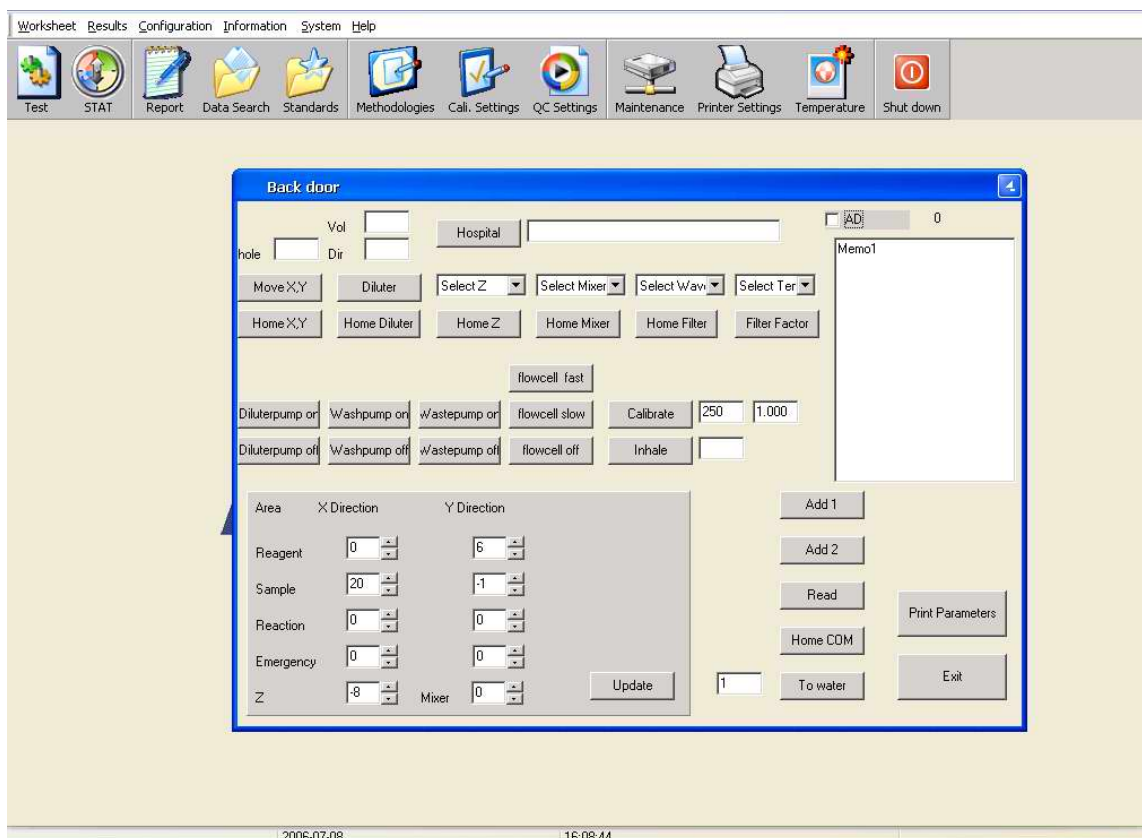 Worksheet Results Configuration Information System Help
Test STAT Report Data Search Standards Methodologies Cali. Settings QC Settings Maintenance Printer Settings Temperature Shut down
Back door
Vol Hospital AD 0
hole Dir Memo1
Move X,Y Diluter Select Z Select Mixer Select Wav Select Ter
Home X,Y Home Diluter Home Z Home Mixer Home Filter Filter Factor
flowcell fast
Diluterpump on Washpump on Wastepump on flowcell slow Calibrate 250 1.000
Diluterpump off Washpump off Wastepump off flowcell off Inhale
Area X Direction Y Direction Add 1
Reagent 0 6 Add 2
Sample 20 -1 Read
Reaction 0 0 Home COM Print Parameters
Emergency 0 0
Z -8 Mixer 0 Update 1 To water Exit
2006-07-08 16:08:44